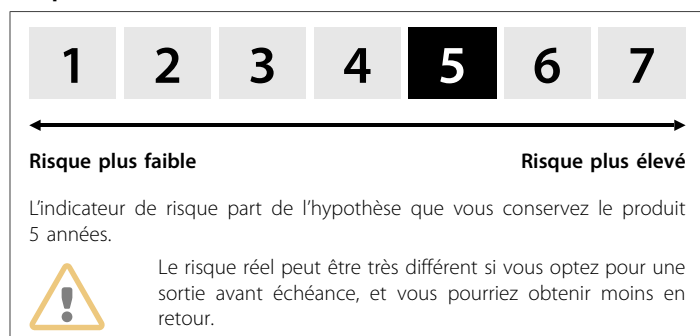 1 2 3 4 5 6 7
Risque plus faible Risque plus élevé
L'indicateur de risque part de l'hypothèse que vous conservez le produit
5 années.
Le risque réel peut être très différent si vous optez pour une
sortie avant échéance, et vous pourriez obtenir moins en
retour.